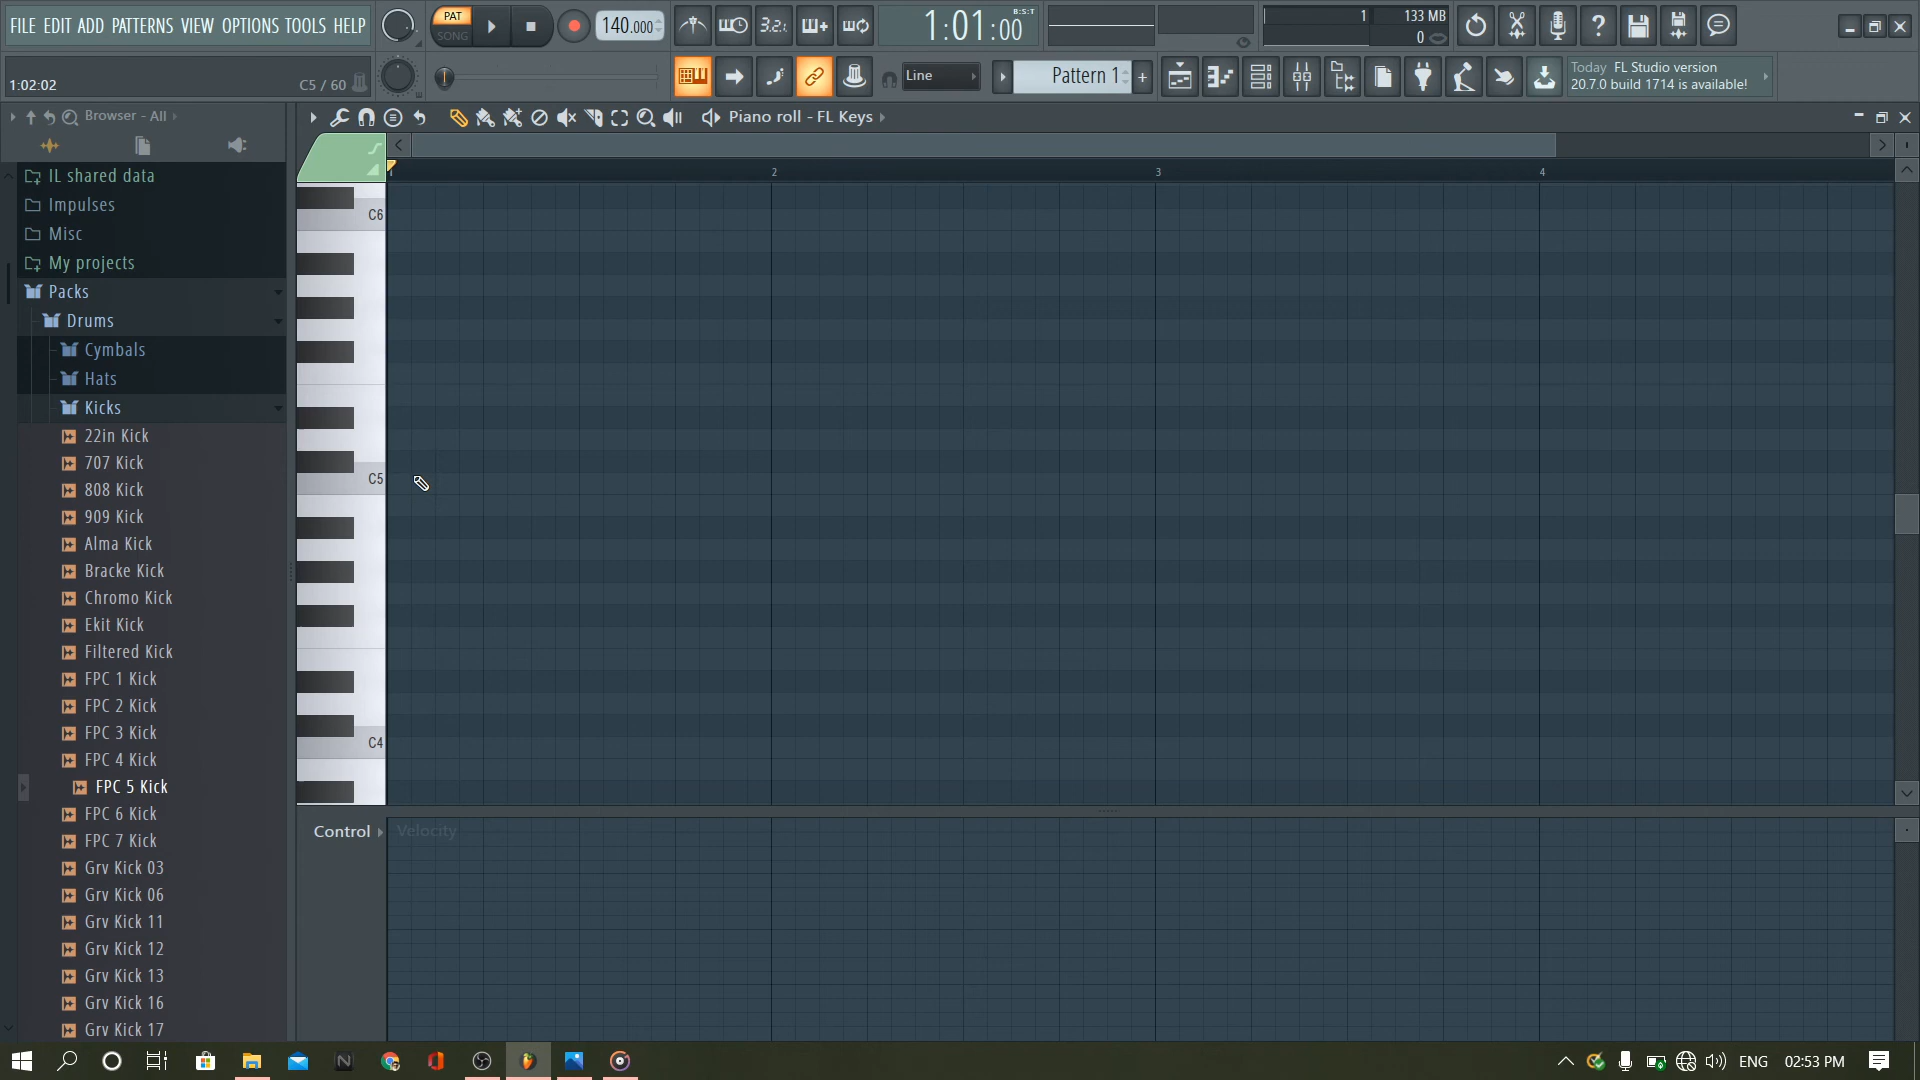 FILE EDIT ADD PATTERNS VIEW OPTIONS TOOLS HELP
PAT
SONG
140.000
3.2.1
1:01:00
B:S:T
1
133 MB
0
1:02:02
C5 / 60
Line
Pattern 1
Today FL Studio version
20.7.0 build 1714 is available!
Browser - All
Piano roll - FL Keys
IL shared data
Impulses
Misc
My projects
Packs
Drums
Cymbals
Hats
Kicks
22in Kick
707 Kick
808 Kick
909 Kick
Alma Kick
Bracke Kick
Chromo Kick
Ekit Kick
Filtered Kick
FPC 1 Kick
FPC 2 Kick
FPC 3 Kick
FPC 4 Kick
FPC 5 Kick
FPC 6 Kick
FPC 7 Kick
Grv Kick 03
Grv Kick 06
Grv Kick 11
Grv Kick 12
Grv Kick 13
Grv Kick 16
Grv Kick 17
1 2 3 4
C6
C5
C4
Control
Velocity
ENG
02:53 PM